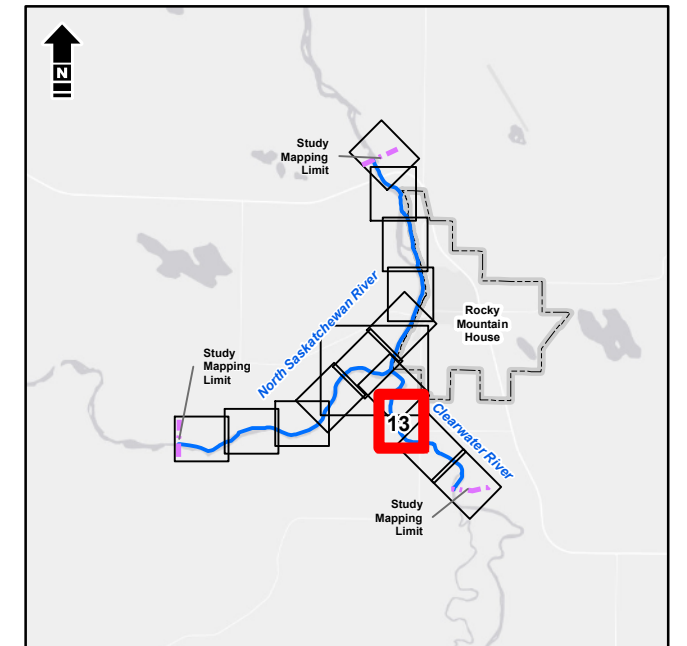 N
Study
Mapping
Limit
North Saskatchewan River
Rocky
Mountain
House
Study
Mapping
Limit
13
Clearwater River
Study
Mapping
Limit